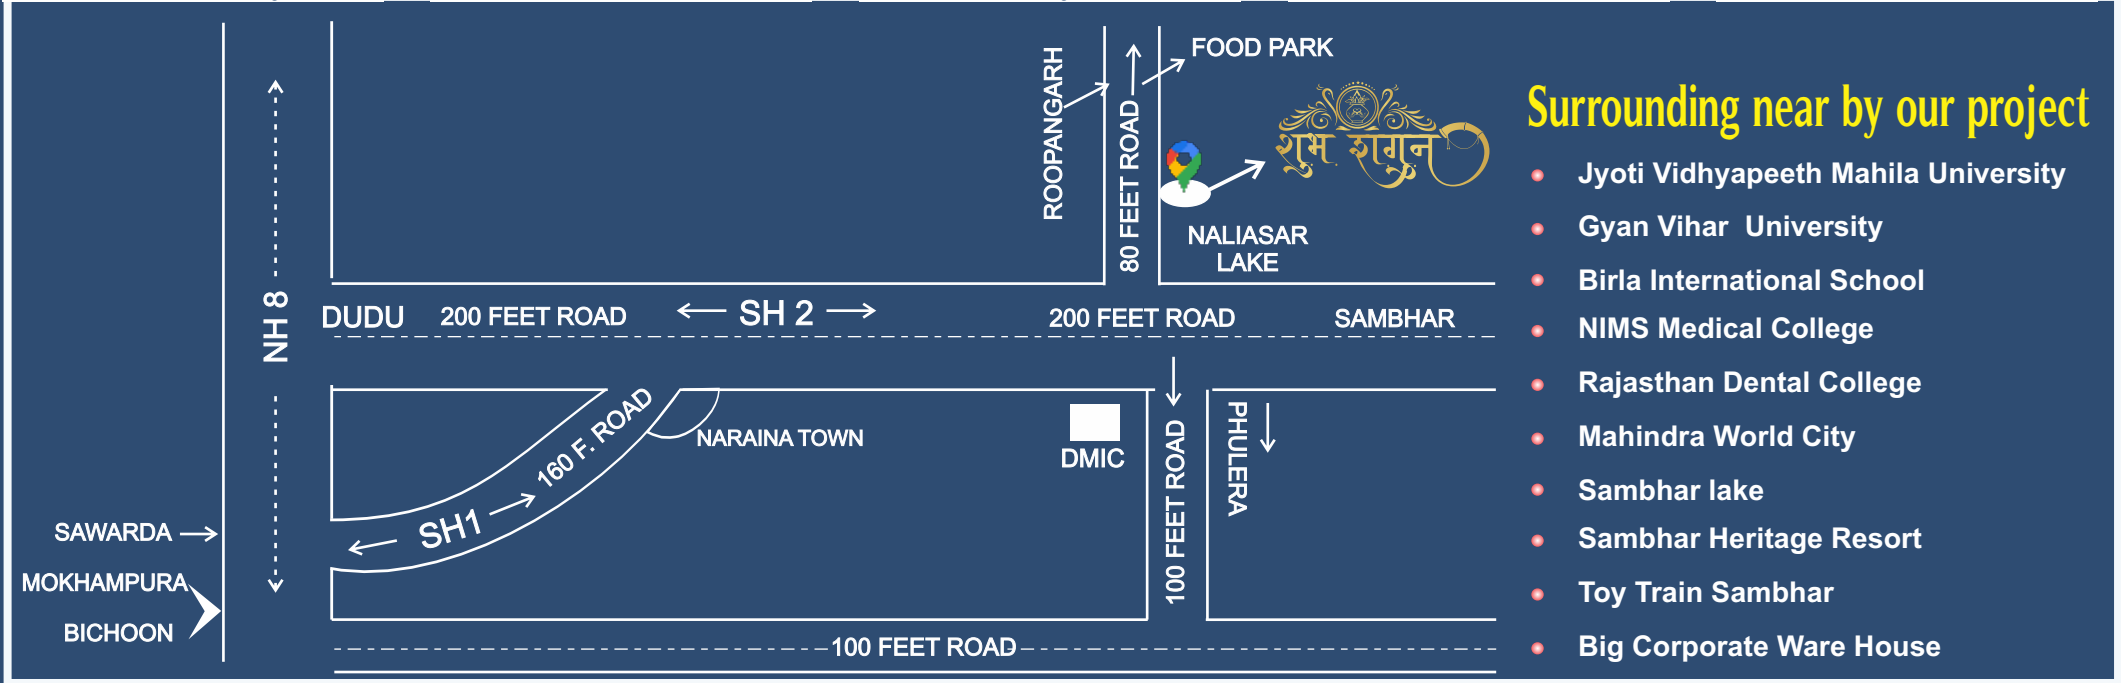 FOOD PARK
ROOPANGARH
80 FEET ROAD
शुभ शगुन
NALIASAR
LAKE
NH 8
DUDU
200 FEET ROAD
SH 2
200 FEET ROAD
SAMBHAR
160 F. ROAD
SH1
NARAINA TOWN
DMIC
100 FEET ROAD
PHULERA
SAWARDA
MOKHAMPURA
BICHOON
100 FEET ROAD
Surrounding near by our project
Jyoti Vidhyapeeth Mahila University
Gyan Vihar University
Birla International School
NIMS Medical College
Rajasthan Dental College
Mahindra World City
Sambhar lake
Sambhar Heritage Resort
Toy Train Sambhar
Big Corporate Ware House